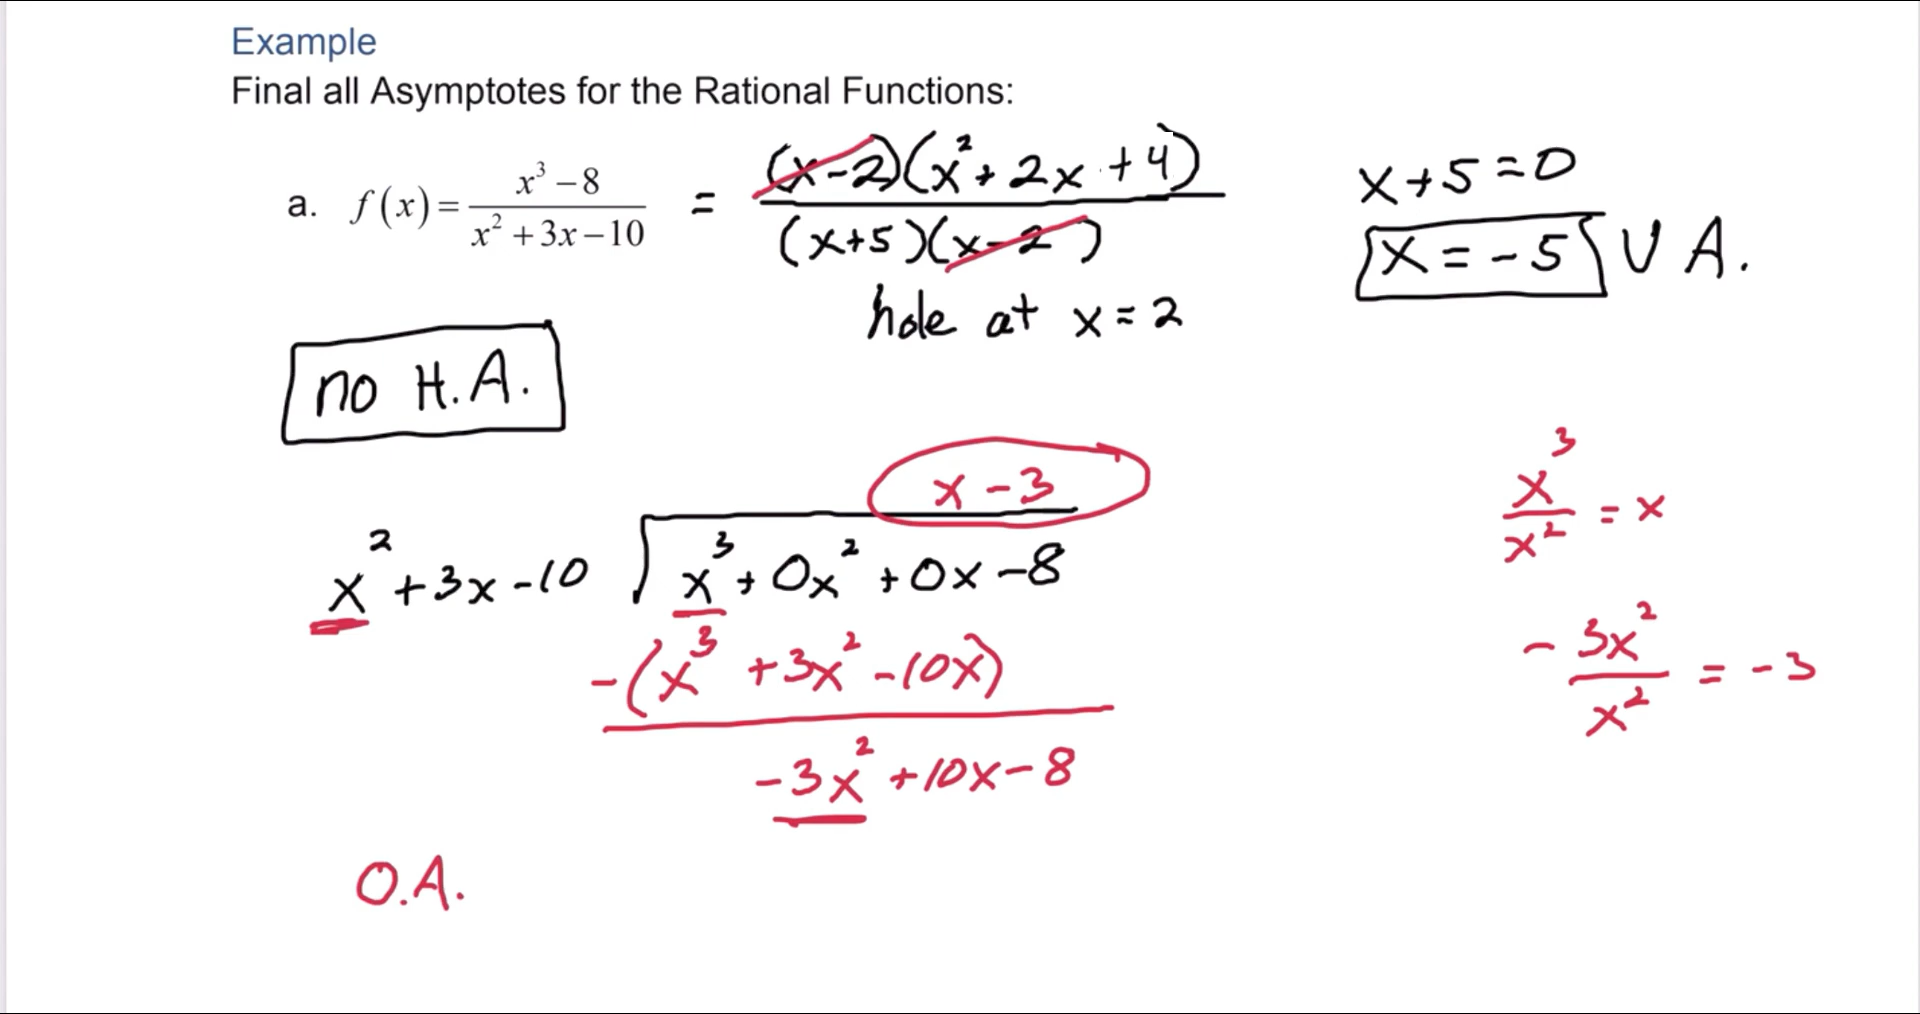 Example
Final all Asymptotes for the Rational Functions:
a. f(x) = (x³ − 8)/(x² + 3x − 10) = (x-2)(x²+2x+4)/(x+5)(x-2)
x+5=0
x=-5 V A.
hole at x=2
no H.A.
x-3
x²+3x-10 x³+0x²+0x-8
-(x³+3x²-10x)
-3x²+10x-8
x³/x² = x
-3x²/x² = -3
O.A.